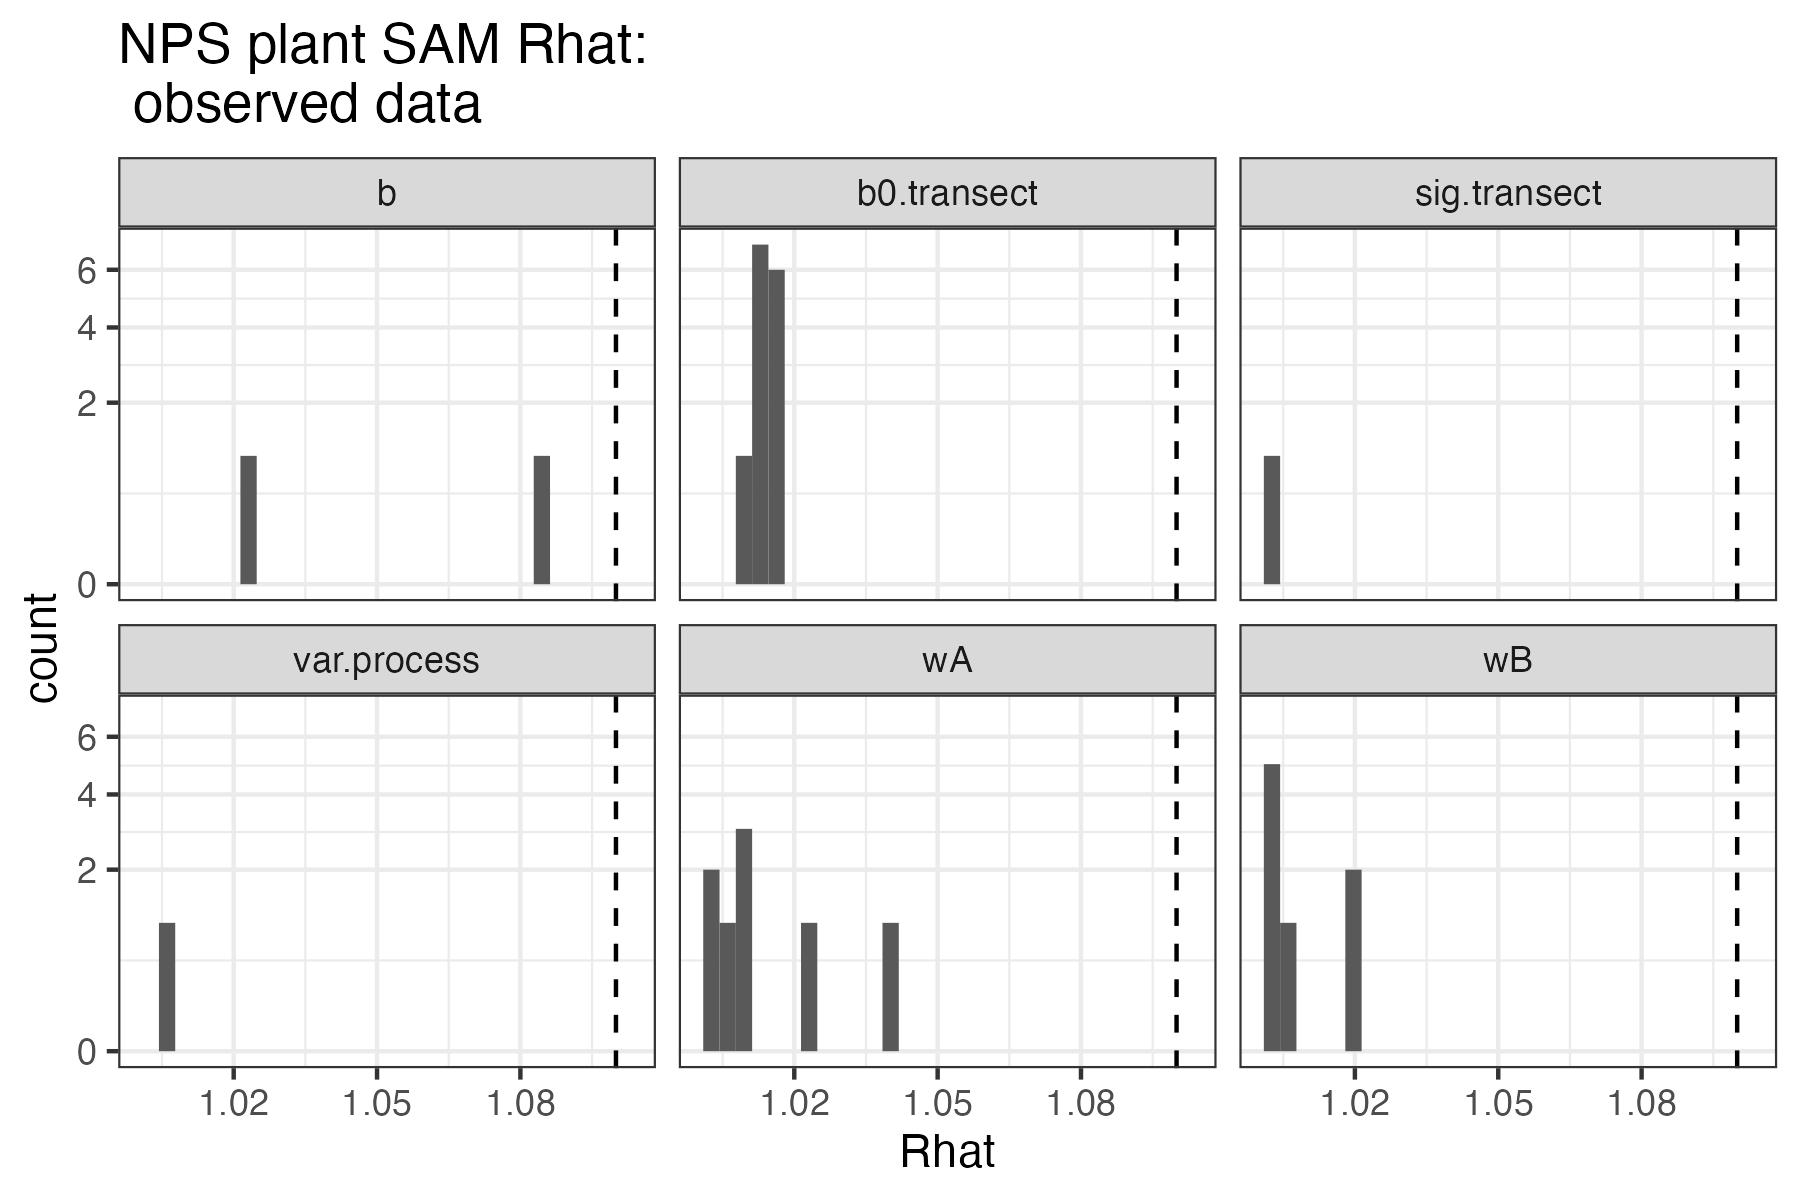 NPS plant SAM Rhat:
observed data
b
b0.transect
sig.transect
6
4
2
0
var.process
wA
wB
6
4
2
0
1.02 1.05 1.08
1.02 1.05 1.08
1.02 1.05 1.08
Rhat
count